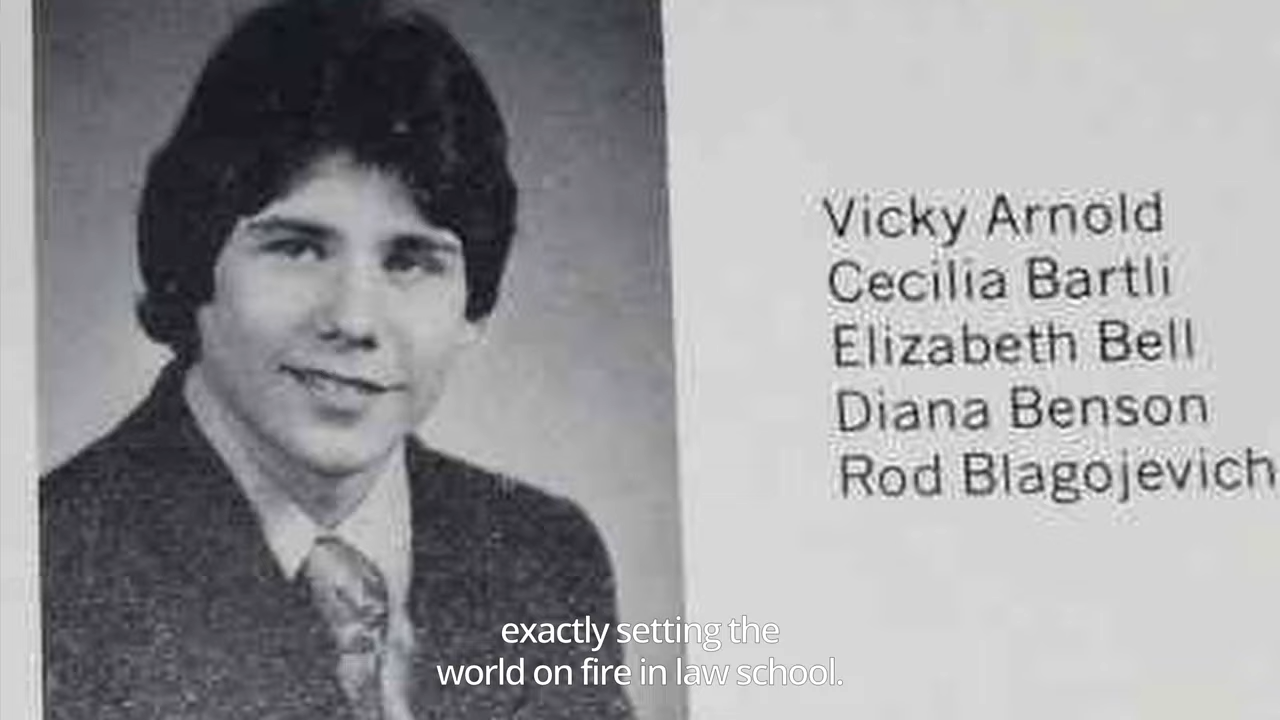 Vicky Arnold
Cecilia Bartli
Elizabeth Bell
Diana Benson
Rod Blagojevich
exactly setting the
world on fire in law school.